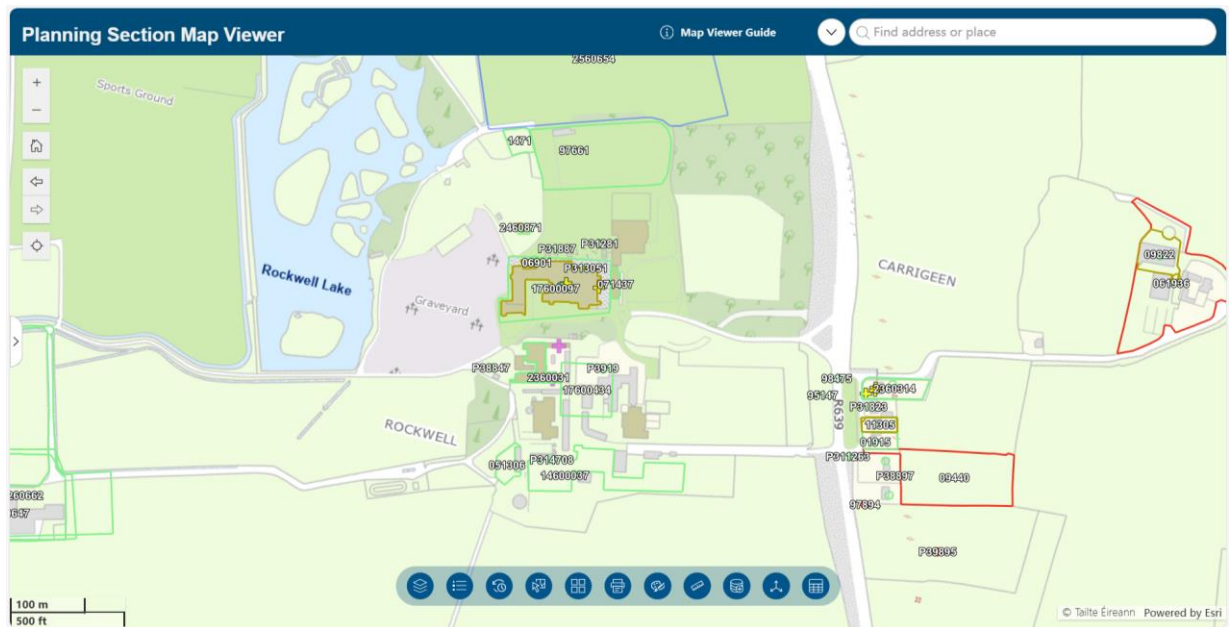 Planning Section Map Viewer
Map Viewer Guide
Find address or place
2560654
Sports Ground
1471
97661
2460871
P31887
P31281
06901
P313051
17600097
071437
Rockwell Lake
Graveyard
CARRIGEEN
09822
061936
P38847
2360031
P3919
17600434
98475
95147
2360314
P31823
R639
11305
01915
ROCKWELL
P311263
051306
P314708
14600037
P38897
09440
97894
260662
0647
P39895
100 m
500 ft
© Tailte Éireann
Powered by Esri